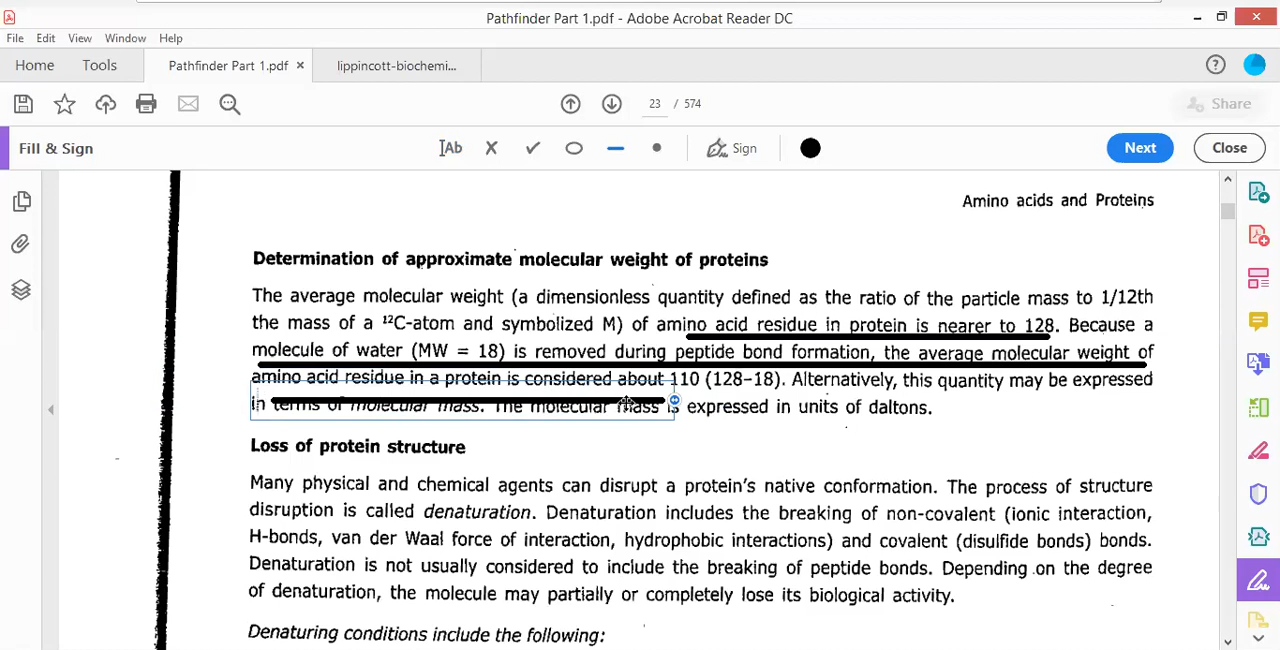 Pathfinder Part 1.pdf - Adobe Acrobat Reader DC
File Edit View Window Help
Home Tools Pathfinder Part 1.pdf × lippincott-biochemi...
23 / 574
Share
Fill & Sign
Ab
Sign
Next
Close
Amino acids and Proteins
Determination of approximate molecular weight of proteins
The average molecular weight (a dimensionless quantity defined as the ratio of the particle mass to 1/12th
the mass of a ¹²C-atom and symbolized M) of amino acid residue in protein is nearer to 128. Because a
molecule of water (MW = 18) is removed during peptide bond formation, the average molecular weight of
amino acid residue in a protein is considered about 110 (128–18). Alternatively, this quantity may be expressed
in terms of molecular mass. The molecular mass is expressed in units of daltons.
Loss of protein structure
Many physical and chemical agents can disrupt a protein's native conformation. The process of structure
disruption is called denaturation. Denaturation includes the breaking of non-covalent (ionic interaction,
H-bonds, van der Waal force of interaction, hydrophobic interactions) and covalent (disulfide bonds) bonds.
Denaturation is not usually considered to include the breaking of peptide bonds. Depending on the degree
of denaturation, the molecule may partially or completely lose its biological activity.
Denaturing conditions include the following: